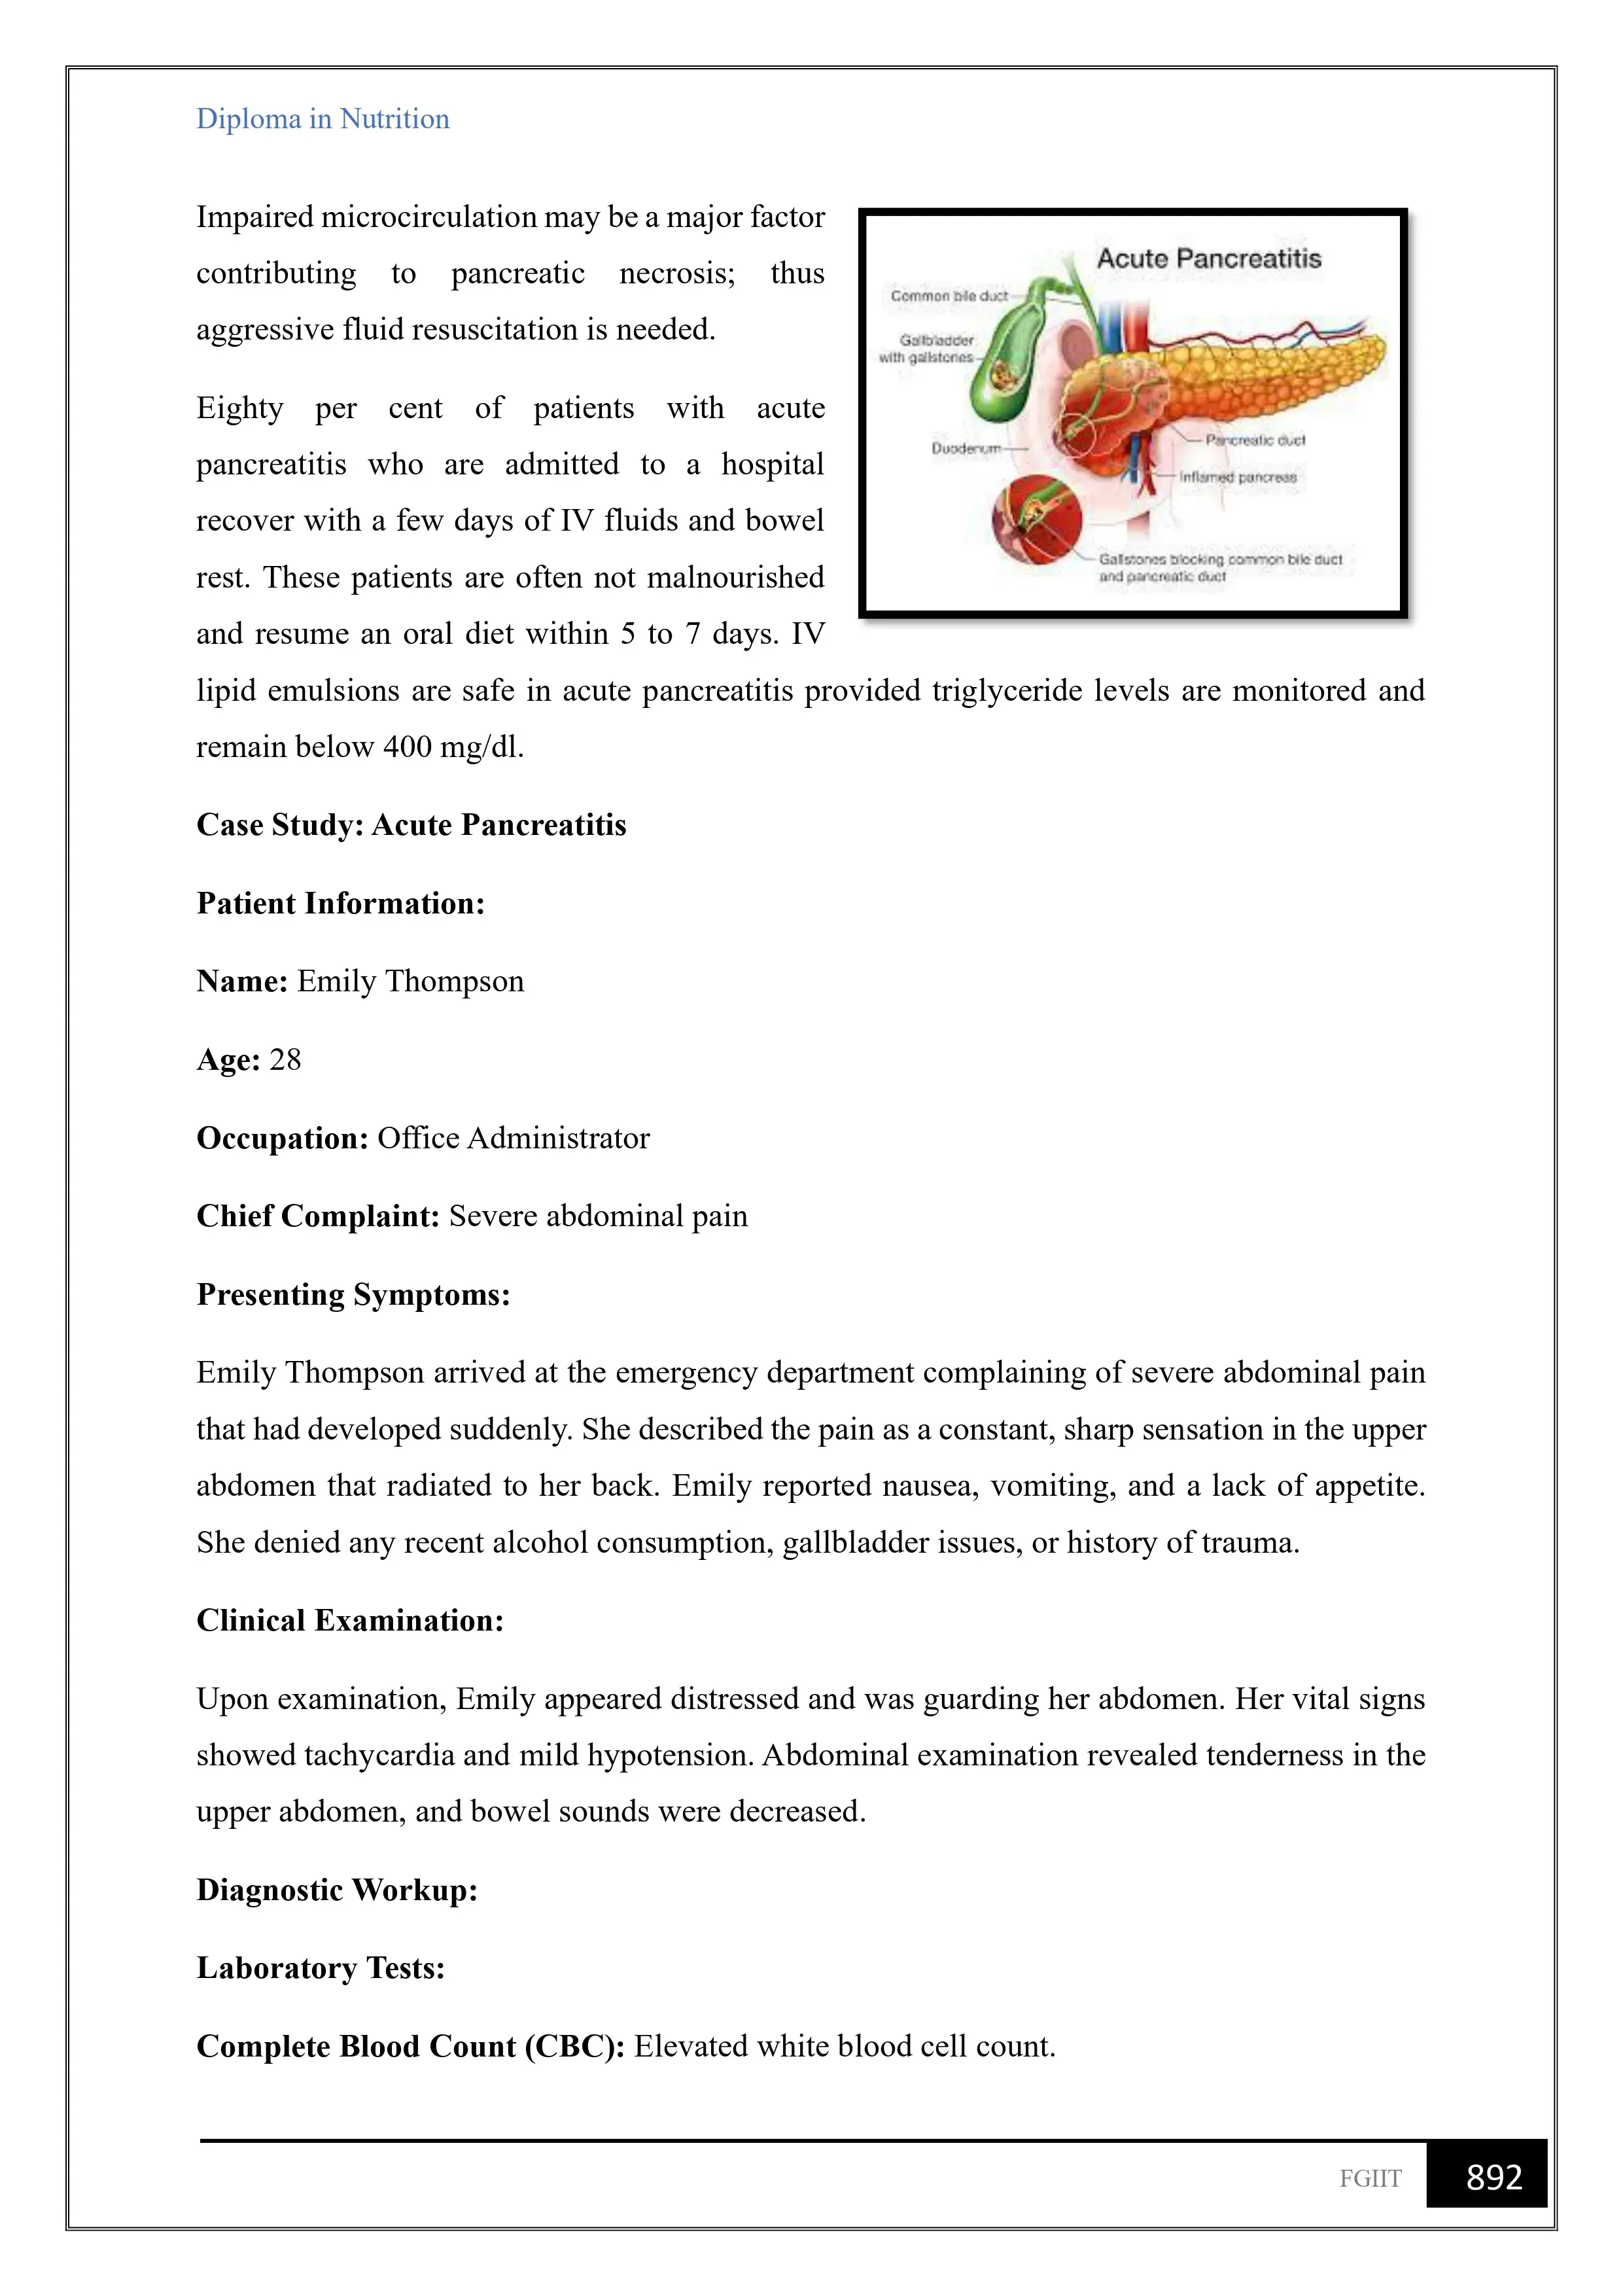 Diploma in Nutrition
Impaired microcirculation may be a major factor
contributing to pancreatic necrosis; thus
aggressive fluid resuscitation is needed.
Acute Pancreatitis
Common bile duct
Gallbladder
with gallstones
Duodenum
Pancreatic duct
Inflamed pancreas
Gallstones blocking common bile duct
and pancreatic duct
Eighty per cent of patients with acute
pancreatitis who are admitted to a hospital
recover with a few days of IV fluids and bowel
rest. These patients are often not malnourished
and resume an oral diet within 5 to 7 days. IV
lipid emulsions are safe in acute pancreatitis provided triglyceride levels are monitored and
remain below 400 mg/dl.
Case Study: Acute Pancreatitis
Patient Information:
Name: Emily Thompson
Age: 28
Occupation: Office Administrator
Chief Complaint: Severe abdominal pain
Presenting Symptoms:
Emily Thompson arrived at the emergency department complaining of severe abdominal pain
that had developed suddenly. She described the pain as a constant, sharp sensation in the upper
abdomen that radiated to her back. Emily reported nausea, vomiting, and a lack of appetite.
She denied any recent alcohol consumption, gallbladder issues, or history of trauma.
Clinical Examination:
Upon examination, Emily appeared distressed and was guarding her abdomen. Her vital signs
showed tachycardia and mild hypotension. Abdominal examination revealed tenderness in the
upper abdomen, and bowel sounds were decreased.
Diagnostic Workup:
Laboratory Tests:
Complete Blood Count (CBC): Elevated white blood cell count.
FGIIT
892